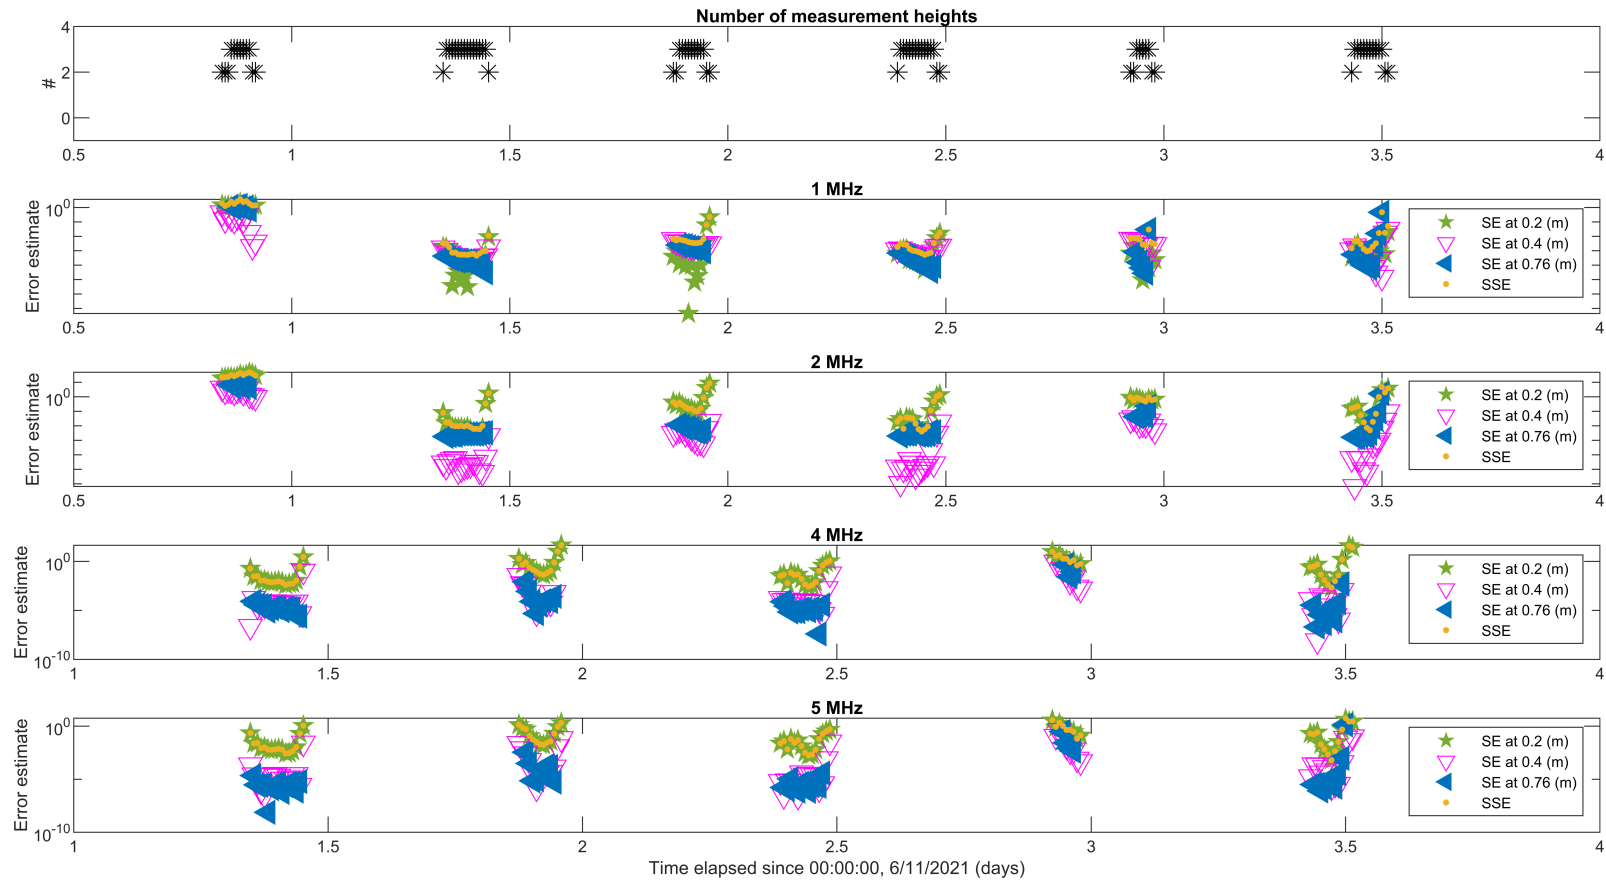 Number of measurement heights
4
2
0
#
0.5 1 1.5 2 2.5 3 3.5 4
1 MHz
10^0
Error estimate
SE at 0.2 (m)
SE at 0.4 (m)
SE at 0.76 (m)
SSE
0.5 1 1.5 2 2.5 3 3.5 4
2 MHz
10^0
Error estimate
SE at 0.2 (m)
SE at 0.4 (m)
SE at 0.76 (m)
SSE
0.5 1 1.5 2 2.5 3 3.5 4
4 MHz
10^0
Error estimate
SE at 0.2 (m)
SE at 0.4 (m)
SE at 0.76 (m)
SSE
10^-10
1 1.5 2 2.5 3 3.5 4
5 MHz
10^0
Error estimate
SE at 0.2 (m)
SE at 0.4 (m)
SE at 0.76 (m)
SSE
10^-10
1 1.5 2 2.5 3 3.5 4
Time elapsed since 00:00:00, 6/11/2021 (days)